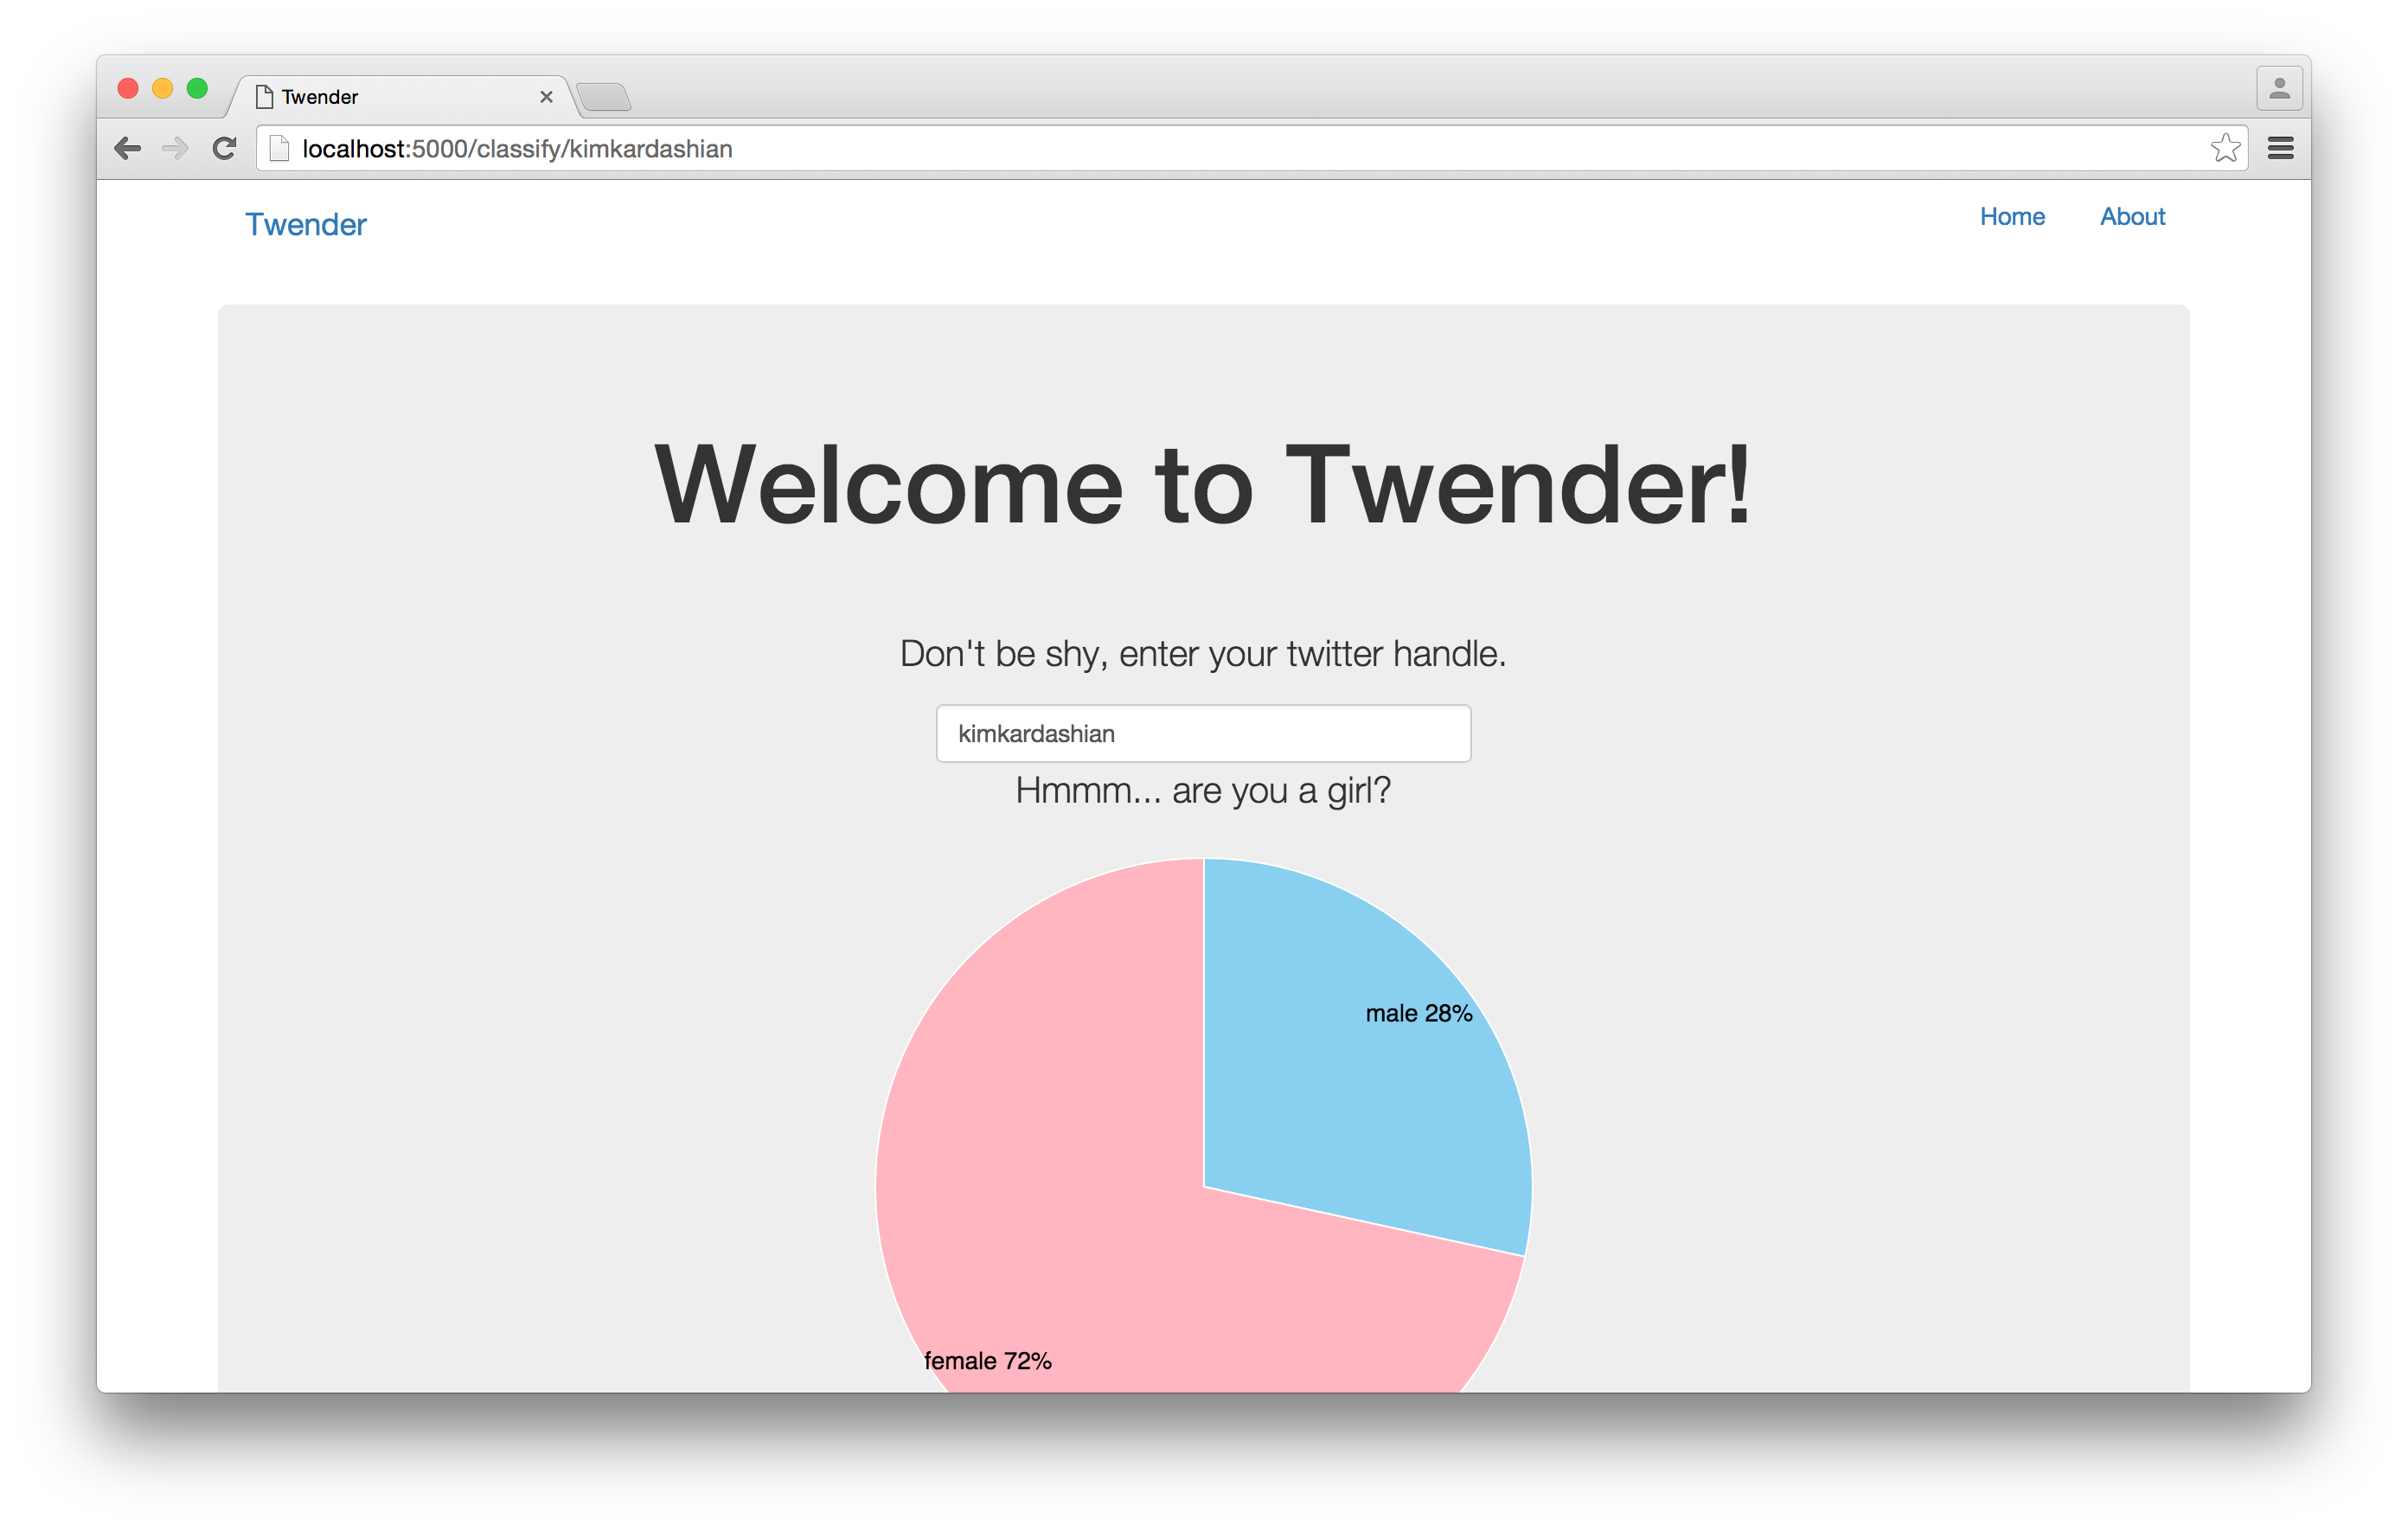 Twender
localhost:5000/classify/kimkardashian
Twender
Home
About
Welcome to Twender!
Don't be shy, enter your twitter handle.
kimkardashian
Hmmm... are you a girl?
male 28%
female 72%